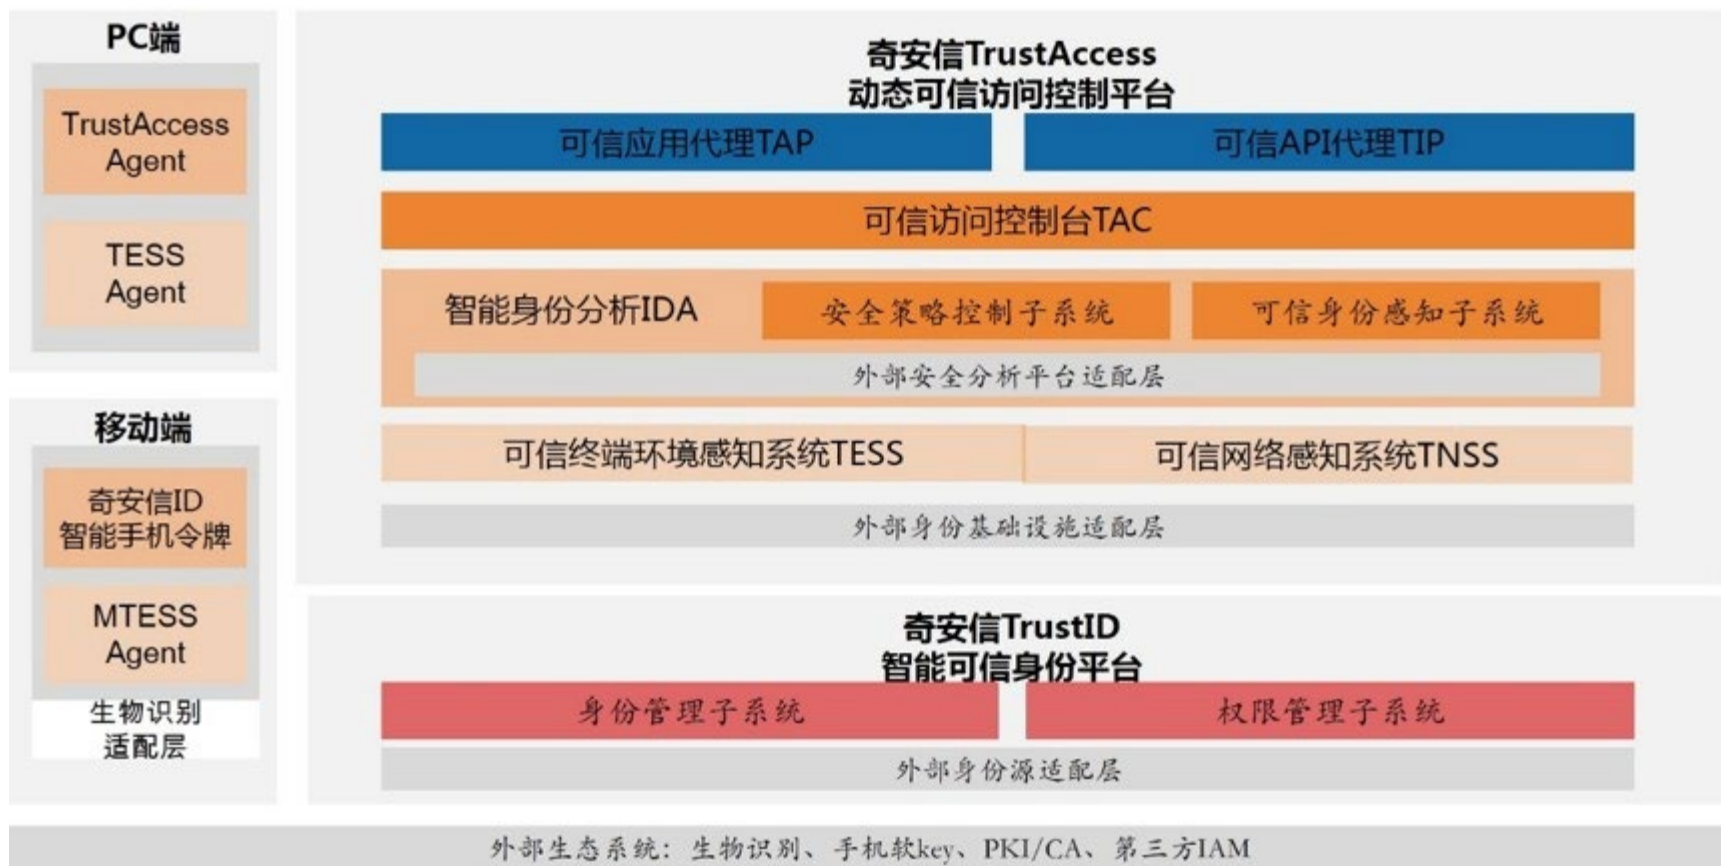 PC端
TrustAccess
Agent
TESS
Agent
移动端
奇安信ID
智能手机令牌
MTESS
Agent
生物识别
适配层
奇安信TrustAccess
动态可信访问控制平台
可信应用代理TAP
可信API代理TIP
可信访问控制台TAC
智能身份分析IDA
安全策略控制子系统
可信身份感知子系统
外部安全分析平台适配层
可信终端环境感知系统TESS
可信网络感知系统TNSS
外部身份基础设施适配层
奇安信TrustID
智能可信身份平台
身份管理子系统
权限管理子系统
外部身份源适配层
外部生态系统：生物识别、手机软key、PKI/CA、第三方IAM